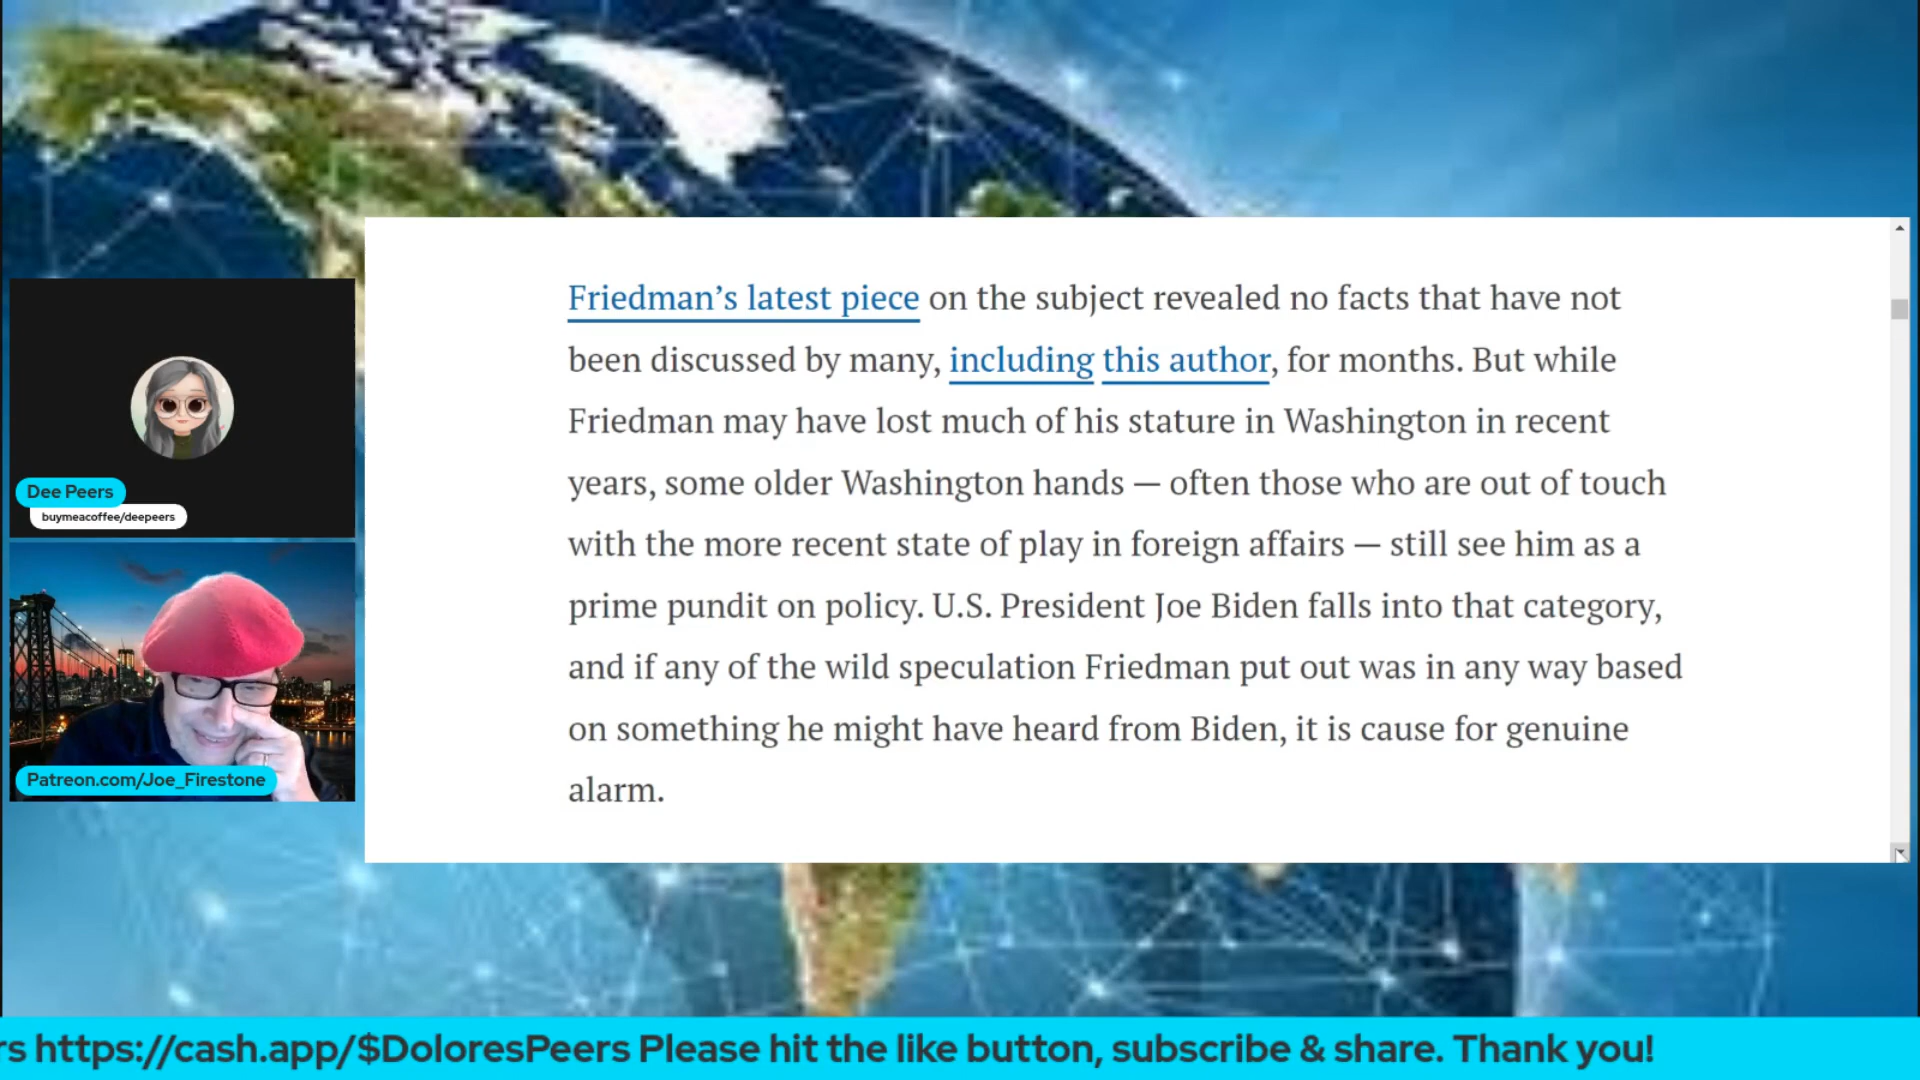 Friedman’s latest piece on the subject revealed no facts that have not
been discussed by many, including this author, for months. But while
Friedman may have lost much of his stature in Washington in recent
years, some older Washington hands — often those who are out of touch
with the more recent state of play in foreign affairs — still see him as a
prime pundit on policy. U.S. President Joe Biden falls into that category,
and if any of the wild speculation Friedman put out was in any way based
on something he might have heard from Biden, it is cause for genuine
alarm.
Dee Peers
buymeacoffee/deepeers
Patreon.com/Joe_Firestone
rs https://cash.app/$DoloresPeers Please hit the like button, subscribe & share. Thank you!